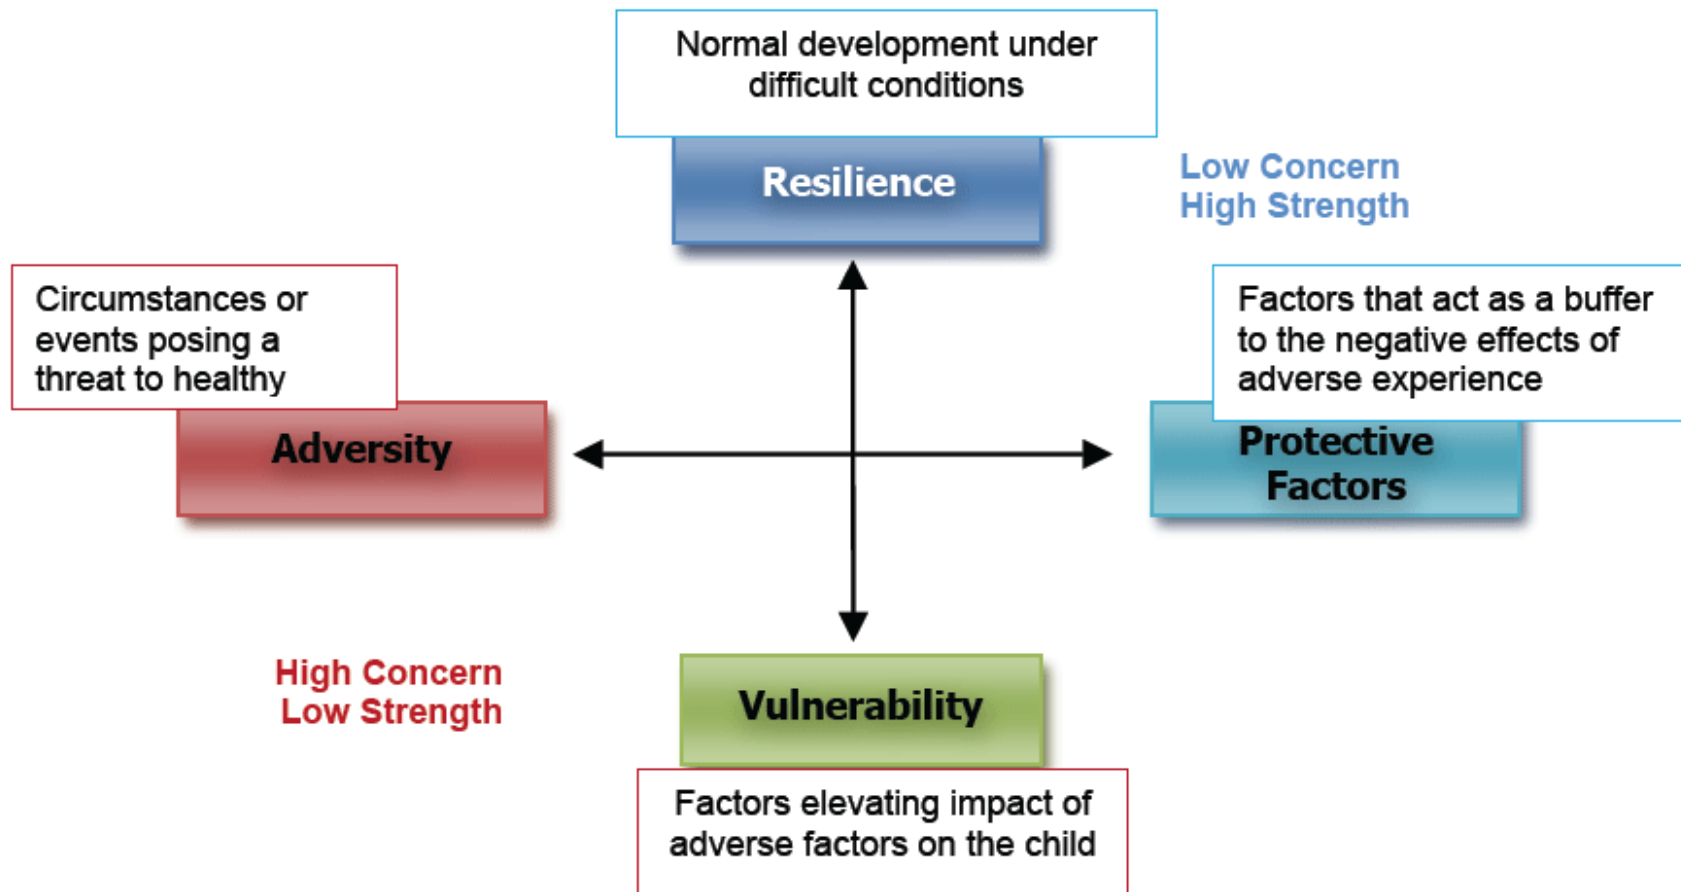 Normal development under
difficult conditions
Resilience
Low Concern
High Strength
Circumstances or
events posing a
threat to healthy
Adversity
Factors that act as a buffer
to the negative effects of
adverse experience
Protective
Factors
High Concern
Low Strength
Vulnerability
Factors elevating impact of
adverse factors on the child